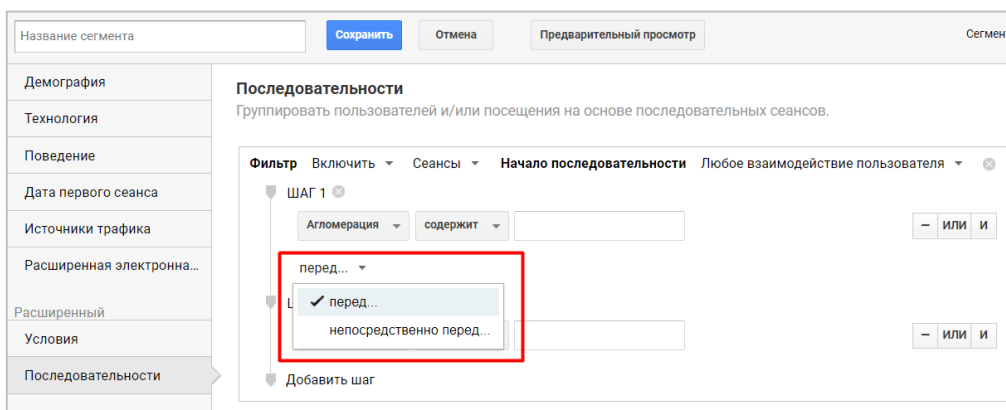 Название сегмента Сохранить Отмена Предварительный просмотр Сегмен
Демография
Технология
Поведение
Дата первого сеанса
Источники трафика
Расширенная электронна...
Расширенный
Условия
Последовательности
Последовательности
Группировать пользователей и/или посещения на основе последовательных сеансов.
Фильтр Включить Сеансы Начало последовательности Любое взаимодействие пользователя
ШАГ 1
Агломерация содержит – ИЛИ И
перед...
перед...
непосредственно перед...
– ИЛИ И
Добавить шаг